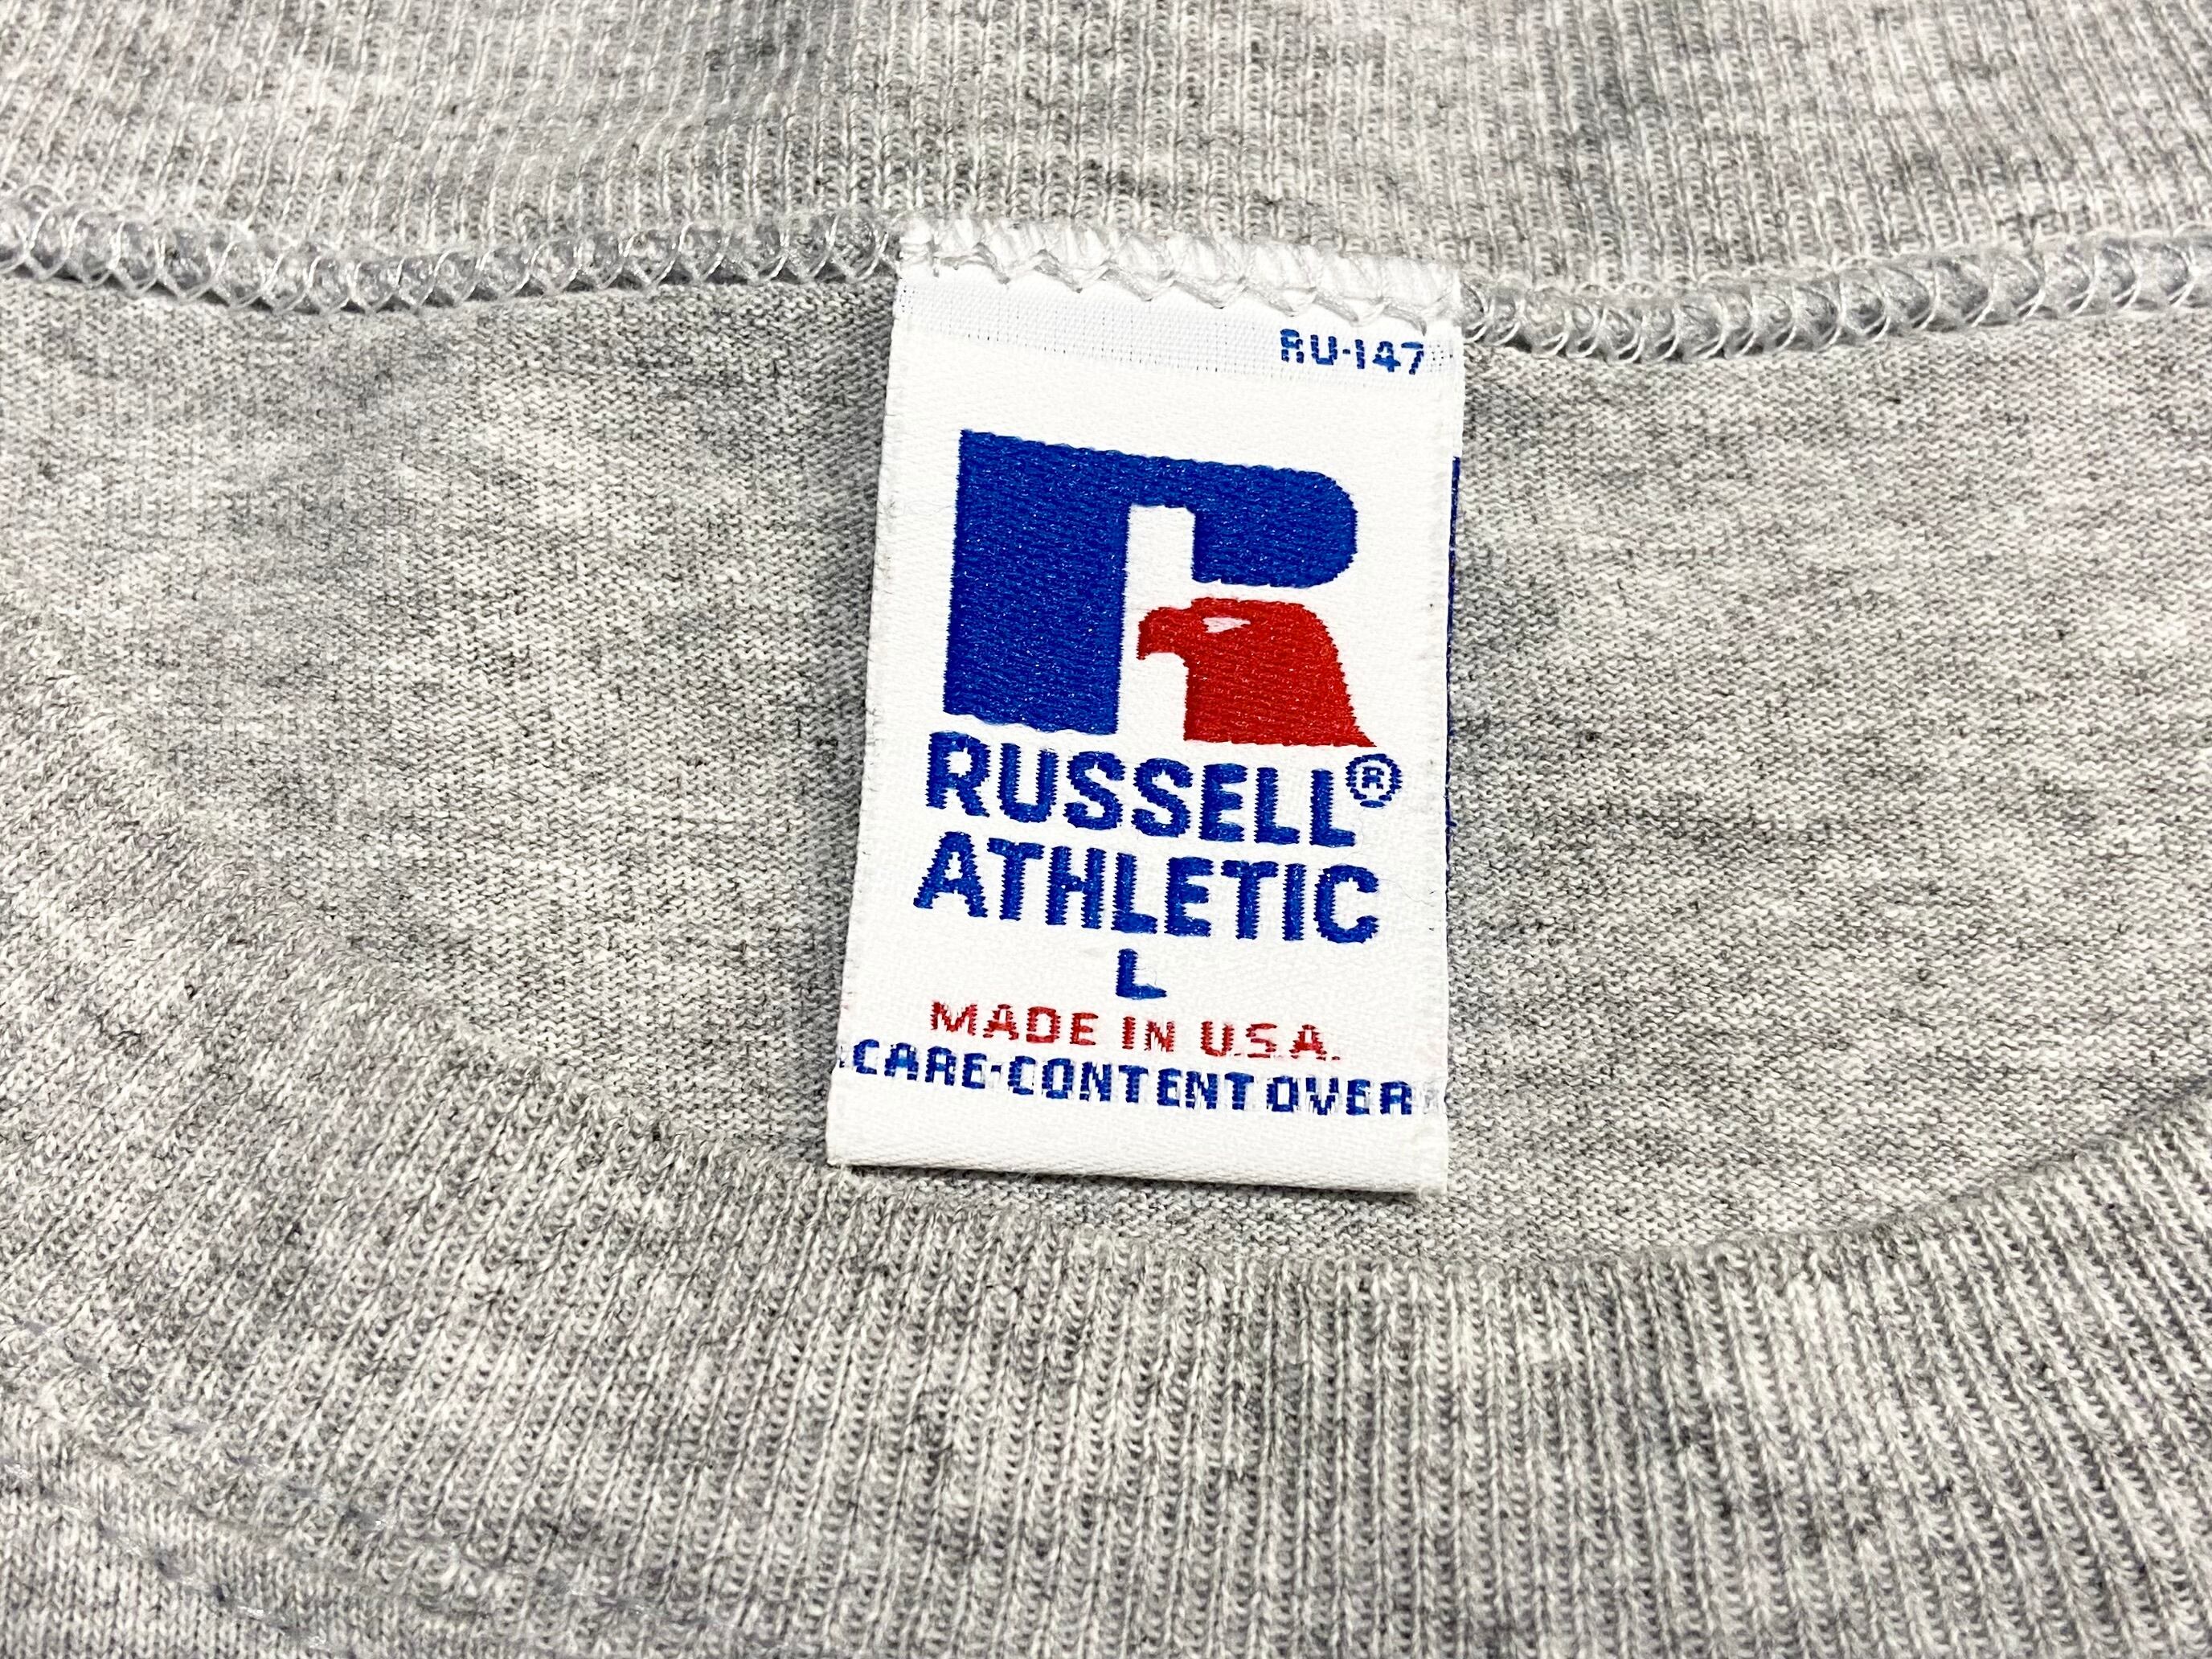 RU-147
RUSSELL®
ATHLETIC
L
MADE IN U.S.A.
CARE-CONTENT OVER